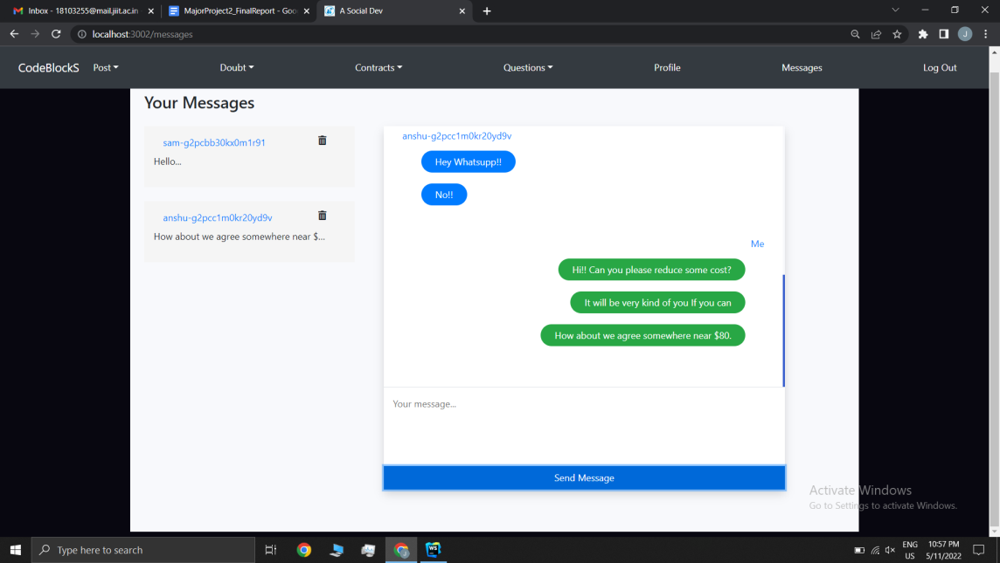 Inbox - 18103255@mail.jiit.ac.in
MajorProject2_FinalReport - Goo
A Social Dev
localhost:3002/messages
J
CodeBlockS
Post
Doubt
Contracts
Questions
Profile
Messages
Log Out
Your Messages
sam-g2pcbb30kx0m1r91
Hello...
anshu-g2pcc1m0kr20yd9v
How about we agree somewhere near $...
anshu-g2pcc1m0kr20yd9v
Hey Whatsupp!!
No!!
Me
Hi!! Can you please reduce some cost?
It will be very kind of you If you can
How about we agree somewhere near $80.
Your message...
Send Message
Activate Windows
Go to Settings to activate Windows.
Type here to search
WS
ENG
US
10:57 PM
5/11/2022